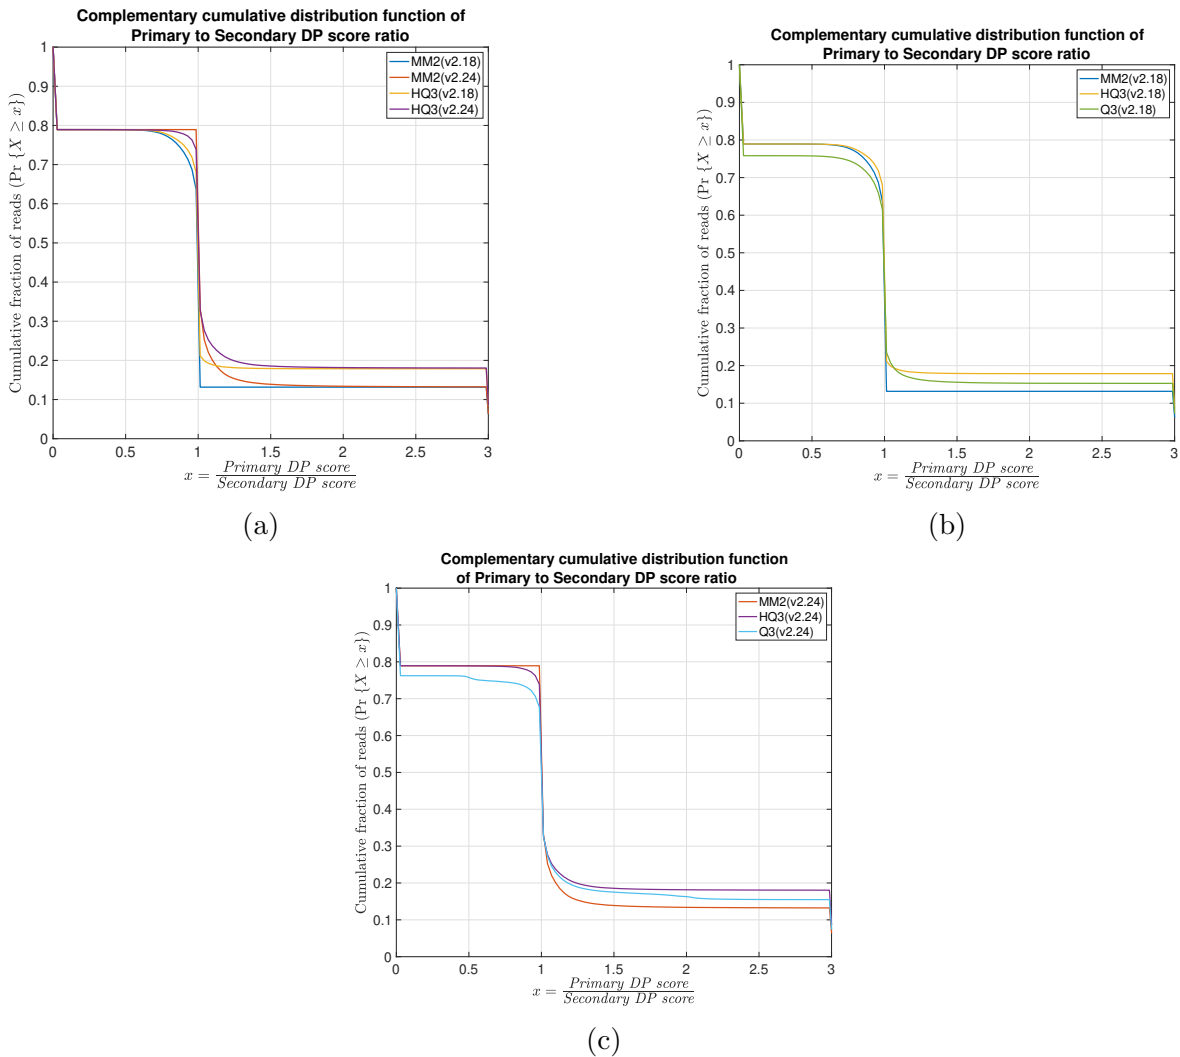 Complementary cumulative distribution function of
Primary to Secondary DP score ratio
Cumulative fraction of reads (Pr {X ≥ x})
1
0.9
0.8
0.7
0.6
0.5
0.4
0.3
0.2
0.1
0
MM2(v2.18)
MM2(v2.24)
HQ3(v2.18)
HQ3(v2.24)
0 0.5 1 1.5 2 2.5 3
x = Primary DP score / Secondary DP score
(a)
Complementary cumulative distribution function of
Primary to Secondary DP score ratio
Cumulative fraction of reads (Pr {X ≥ x})
1
0.9
0.8
0.7
0.6
0.5
0.4
0.3
0.2
0.1
0
MM2(v2.18)
HQ3(v2.18)
Q3(v2.18)
0 0.5 1 1.5 2 2.5 3
x = Primary DP score / Secondary DP score
(b)
Complementary cumulative distribution function
of Primary to Secondary DP score ratio
Cumulative fraction of reads (Pr {X ≥ x})
1
0.9
0.8
0.7
0.6
0.5
0.4
0.3
0.2
0.1
0
MM2(v2.24)
HQ3(v2.24)
Q3(v2.24)
0 0.5 1 1.5 2 2.5 3
x = Primary DP score / Secondary DP score
(c)